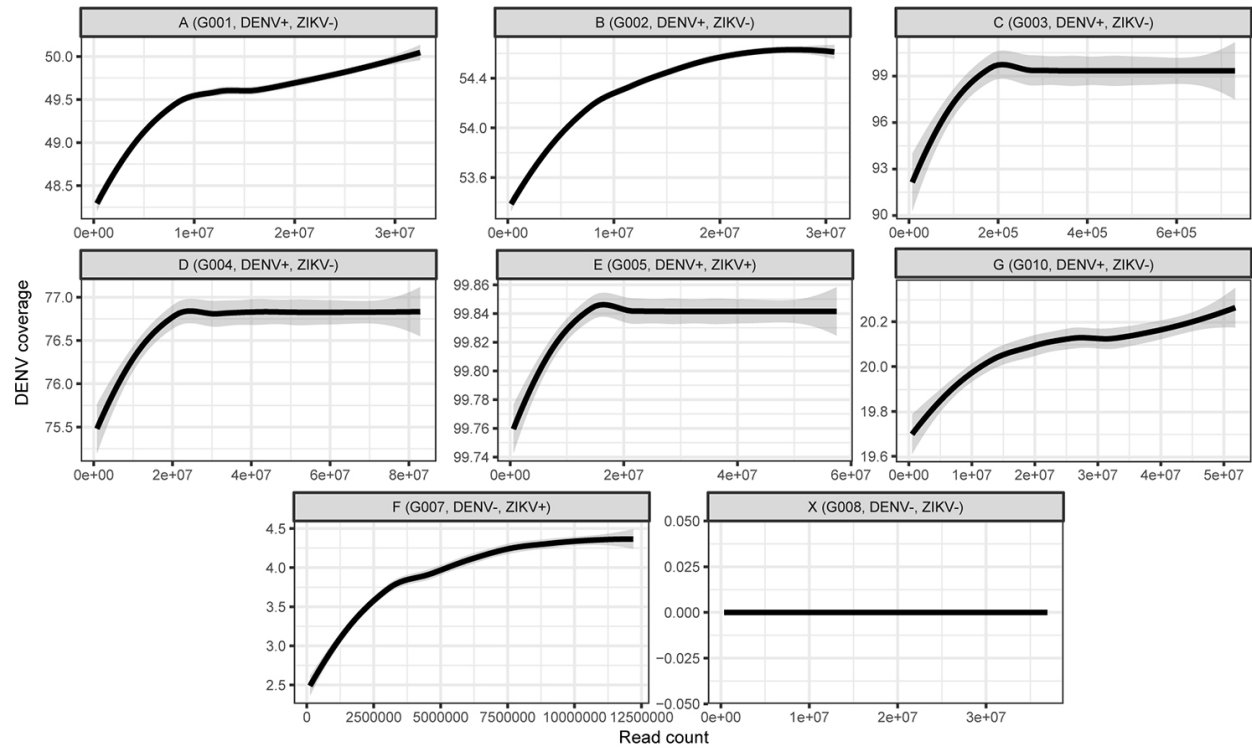 A (G001, DENV+, ZIKV-)
B (G002, DENV+, ZIKV-)
C (G003, DENV+, ZIKV-)
50.0
49.5
49.0
48.5
0e+00 1e+07 2e+07 3e+07
54.4
54.0
53.6
0e+00 1e+07 2e+07 3e+07
99
96
93
90
0e+00 2e+05 4e+05 6e+05
D (G004, DENV+, ZIKV-)
E (G005, DENV+, ZIKV+)
G (G010, DENV+, ZIKV-)
DENV coverage
77.0
76.5
76.0
75.5
0e+00 2e+07 4e+07 6e+07 8e+07
99.86
99.84
99.82
99.80
99.78
99.76
99.74
0e+00 2e+07 4e+07 6e+07
20.2
20.0
19.8
19.6
0e+00 1e+07 2e+07 3e+07 4e+07 5e+07
F (G007, DENV-, ZIKV+)
X (G008, DENV-, ZIKV-)
4.5
4.0
3.5
3.0
2.5
0 2500000 5000000 7500000 10000000 12500000
0.050
0.025
0.000
−0.025
−0.050
0e+00 1e+07 2e+07 3e+07
Read count